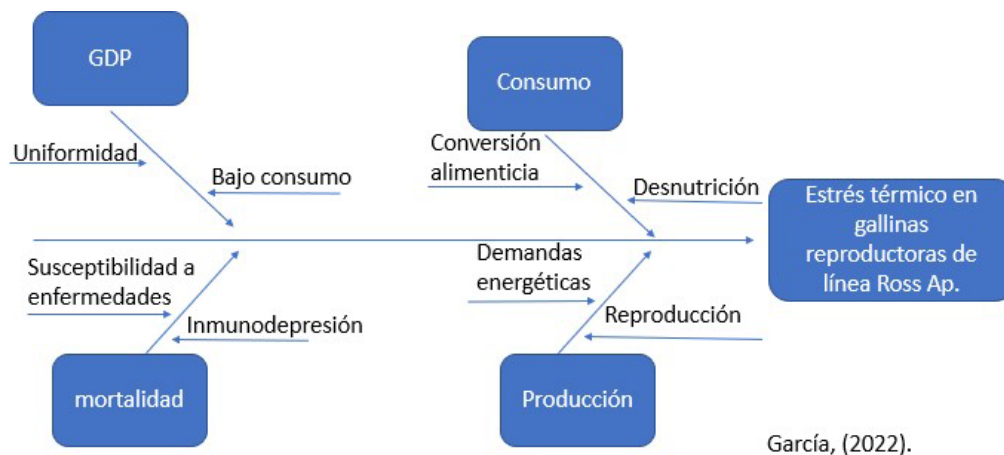 GDP
Consumo
Uniformidad
Bajo consumo
Conversión
alimenticia
Desnutrición
Estrés térmico en
gallinas
reproductoras de
línea Ross Ap.
Susceptibilidad a
enfermedades
Inmunodepresión
Demandas
energéticas
Reproducción
mortalidad
Producción
García, (2022).